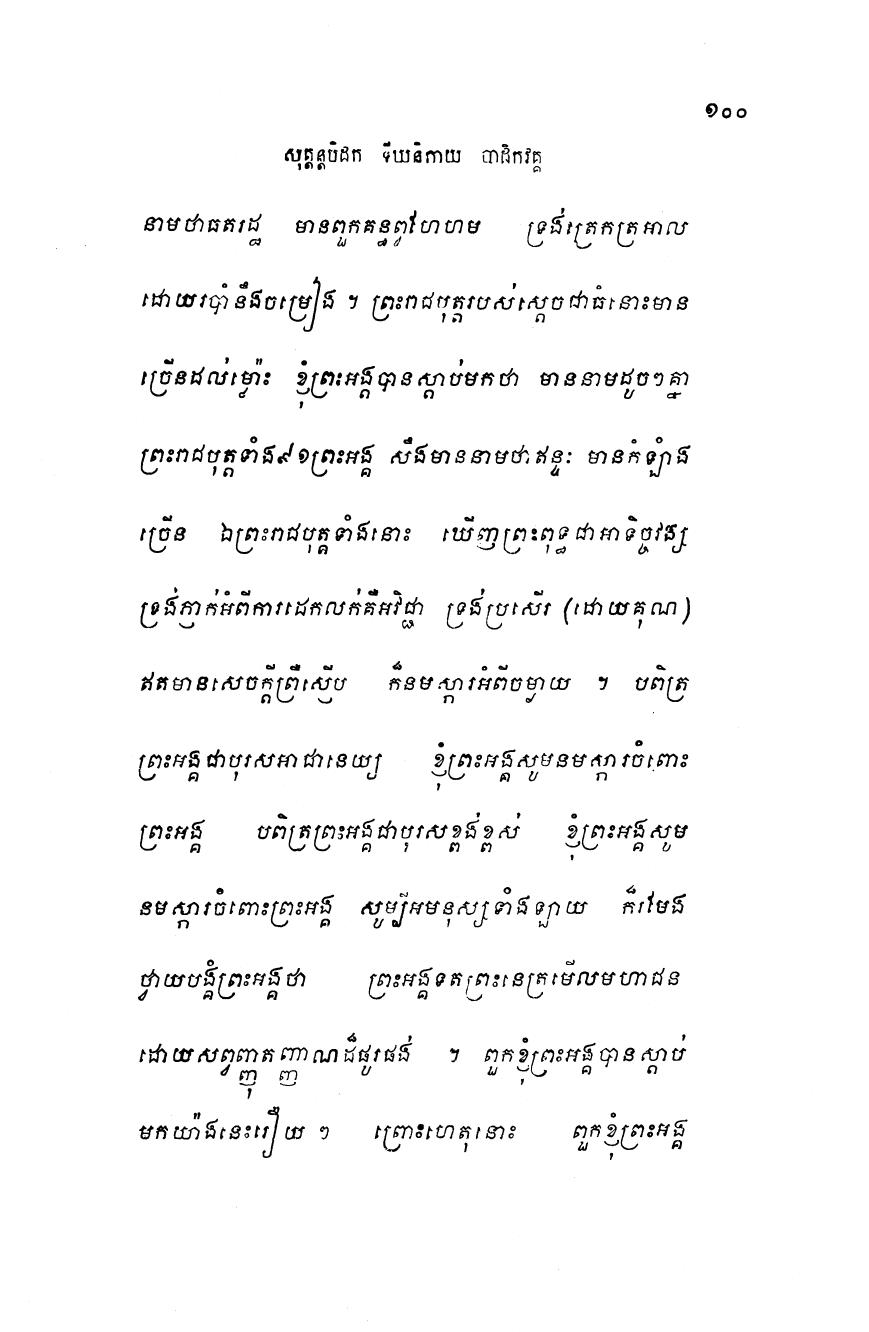 ១០០
សុត្តន្តបិដក ទីឃនិកាយ បាដិកវគ្គ
នាមថាធតរដ្ឋ មានពួកគន្ធព្វហែហម ទ្រង់ត្រេកត្រអាល
ដោយរបាំនឹងចម្រៀង ។ ព្រះរាជបុត្តរបស់ស្តេចជាធំនោះមាន
ច្រើនដល់ម៉្លោះ ខ្ញុំព្រះអង្គបានស្តាប់មកថា មាននាមដូចៗគ្នា
ព្រះរាជបុត្តទាំង៩១ព្រះអង្គ សឹងមាននាមថាឥន្ទៈ មានកំឡាំង
ច្រើន ឯព្រះរាជបុត្តទាំងនោះ ឃើញព្រះពុទ្ធជាអាទិច្ចវង្ស
ទ្រង់ភ្ញាក់អំពីការដេកលក់គឺអវិជ្ជា ទ្រង់ប្រសើរ (ដោយគុណ)
ឥតមានសេចក្តីព្រឺស្ញើប ក៏នមស្ការអំពីចម្ងាយ ។ បពិត្រ
ព្រះអង្គជាបុរសអាជានេយ្យ ខ្ញុំព្រះអង្គសូមនមស្ការចំពោះ
ព្រះអង្គ បពិត្រព្រះអង្គជាបុរសខ្ពង់ខ្ពស់ ខ្ញុំព្រះអង្គសូម
នមស្ការចំពោះព្រះអង្គ សូម្បីអមនុស្សទាំងឡាយ ក៏រមែង
ថ្វាយបង្គំព្រះអង្គថា ព្រះអង្គទតព្រះនេត្រមើលមហាជន
ដោយសព្វញ្ញុតញ្ញាណដ៏ផូរផង់ ។ ពួកខ្ញុំព្រះអង្គបានស្តាប់
មកយ៉ាងនេះរឿយ ៗ ព្រោះហេតុនោះ ពួកខ្ញុំព្រះអង្គ